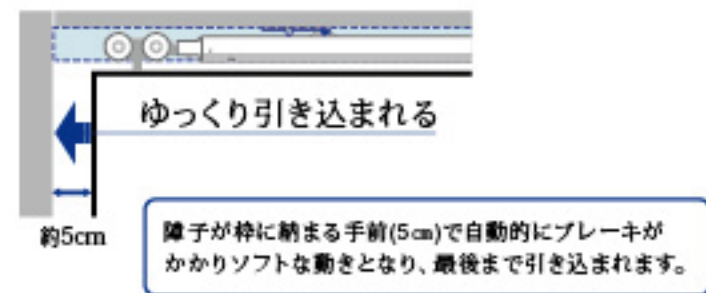 ゆっくり引き込まれる
約5cm
障子が枠に納まる手前(5㎝)で自動的にブレーキが
かかりソフトな動きとなり、最後まで引き込まれます。